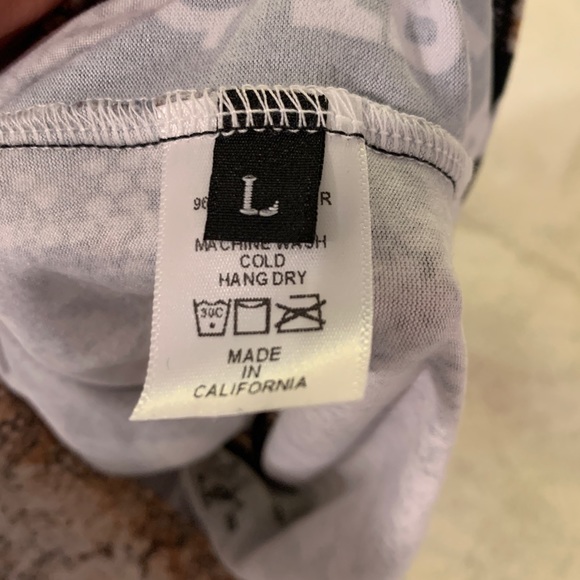 L
MACHINE WASH
COLD
HANG DRY
30C
MADE
IN
CALIFORNIA